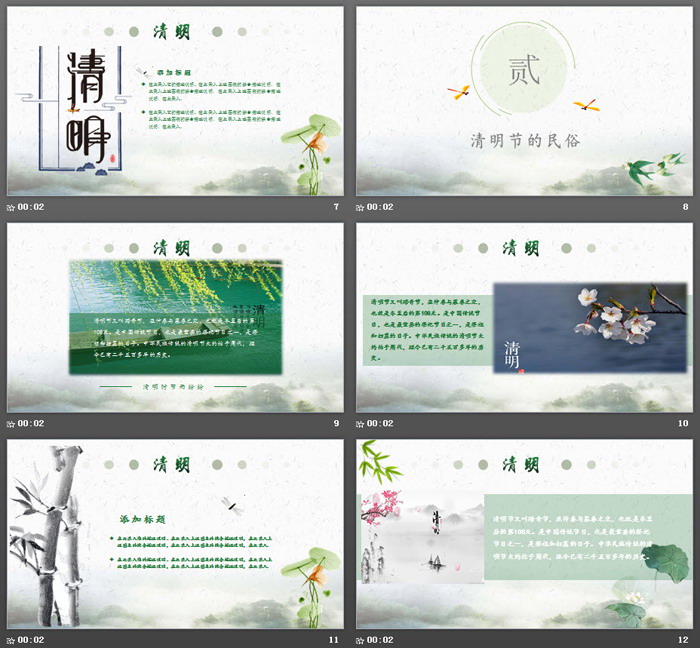 清明
清明
添加标题
00:02
7
贰
清明节的民俗
00:02
8
清明
清明节又叫踏青节，在仲春与暮春之交，也就是冬至后的第
108天。是中国传统节日，也是最重要的祭祀节日之一，是祭
祖和扫墓的日子。中华民族传统的清明节大约始于周代，距
今已有二千五百多年的历史。
清明
清明时节雨纷纷
00:02
9
清明
清明节又叫踏青节，在仲春与暮春之交，
也就是冬至后的第108天。是中国传统节
日，也是最重要的祭祀节日之一，是祭祖
和扫墓的日子。中华民族传统的清明节大
约始于周代，距今已有二千五百多年的历
史。
清明
00:02
10
清明
添加标题
00:02
11
清明
清明节又叫踏青节，在仲春与暮春之交，也就是冬至
后的第108天。是中国传统节日，也是最重要的祭祀
节日之一，是祭祖和扫墓的日子。中华民族传统的清
明节大约始于周代，距今已有二千五百多年的历史。
00:02
12